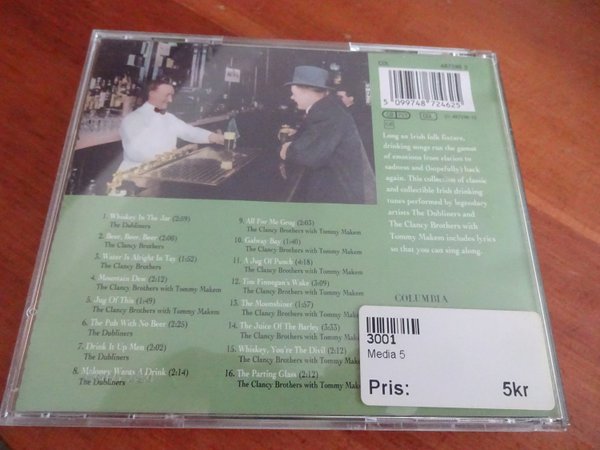 COL 487246 2
5 099748 724625
Long an Irish folk fixture,
drinking songs run the gamut
of emotions from elation to
sadness and (hopefully) back
again. This collection of classic
and collectible Irish drinking
tunes performed by legendary
artists The Dubliners and
The Clancy Brothers with
Tommy Makem includes lyrics
so that you can sing along.
COLUMBIA
1. Whiskey In The Jar (2:59)
The Dubliners
2. Beer, Beer, Beer (2:06)
The Clancy Brothers
3. Water Is Alright In Tay (1:52)
The Clancy Brothers
4. Mountain Dew (2:12)
The Clancy Brothers with Tommy Makem
5. Jug Of This (1:49)
The Clancy Brothers with Tommy Makem
6. The Pub With No Beer (2:25)
The Dubliners
7. Drink It Up Men (2:02)
The Dubliners
8. Maloney Wants A Drink (2:14)
The Dubliners
9. All For Me Grog (2:03)
The Clancy Brothers with Tommy Makem
10. Galway Bay (1:40)
The Clancy Brothers with Tommy Makem
11. A Jug Of Punch (4:18)
The Clancy Brothers with Tommy Makem
12. Tim Finnegan's Wake (3:09)
The Clancy Brothers with Tommy Makem
13. The Moonshiner (1:57)
The Clancy Brothers with Tommy Makem
14. The Juice Of The Barley (3:33)
The Clancy Brothers with Tommy
15. Whiskey, You're The Divil (2:12)
The Clancy Brothers with Tommy
16. The Parting Glass (2:12)
The Clancy Brothers with Tommy Makem
3001
Media 5
Pris: 5kr